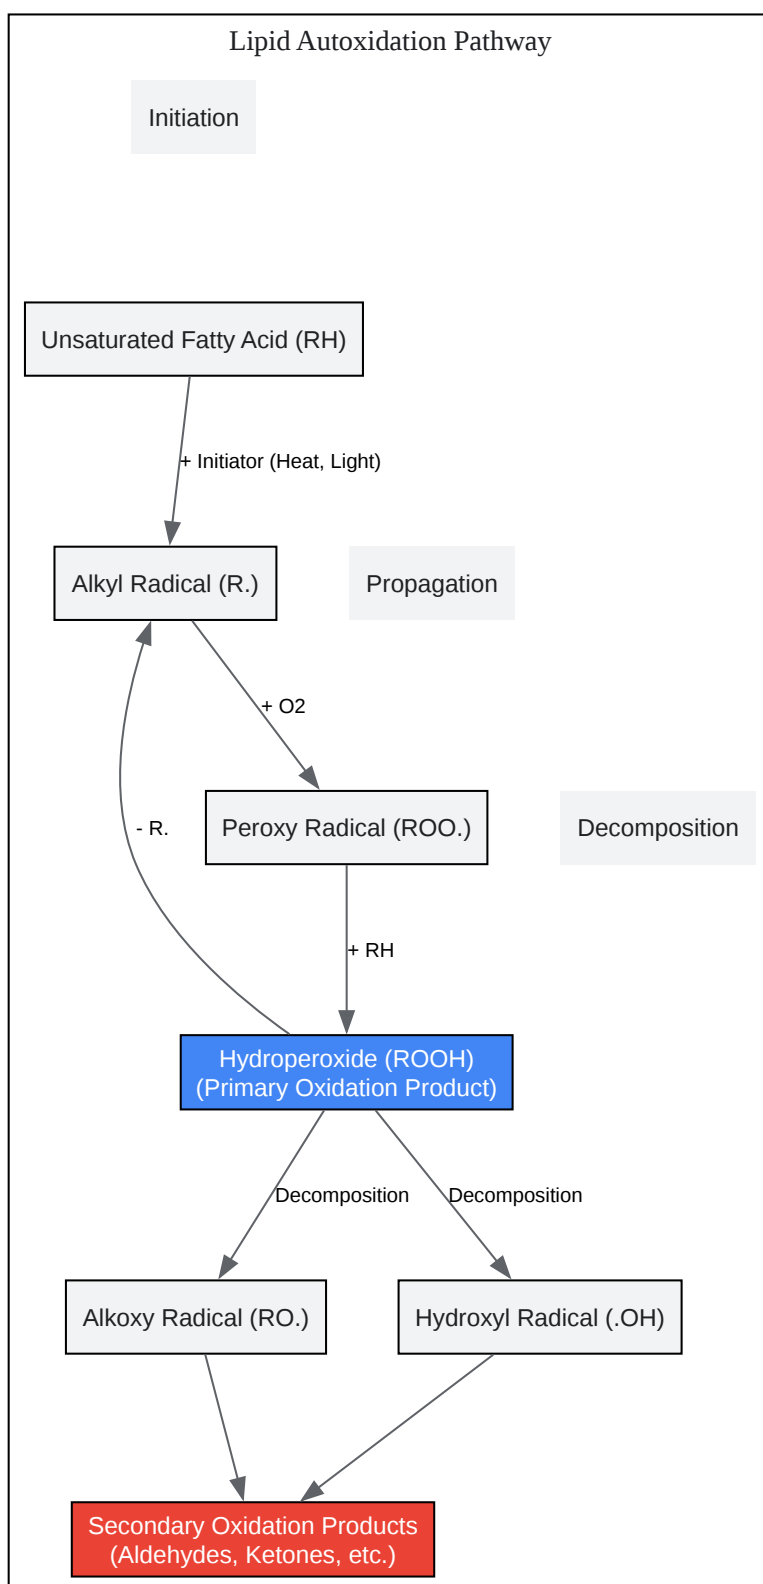 Lipid Autoxidation Pathway
Initiation
Unsaturated Fatty Acid (RH)
+ Initiator (Heat, Light)
Alkyl Radical (R.)
Propagation
+ O2
Peroxy Radical (ROO.)
Decomposition
- R.
+ RH
Hydroperoxide (ROOH)
(Primary Oxidation Product)
Decomposition
Decomposition
Alkoxy Radical (RO.)
Hydroxyl Radical (.OH)
Secondary Oxidation Products
(Aldehydes, Ketones, etc.)